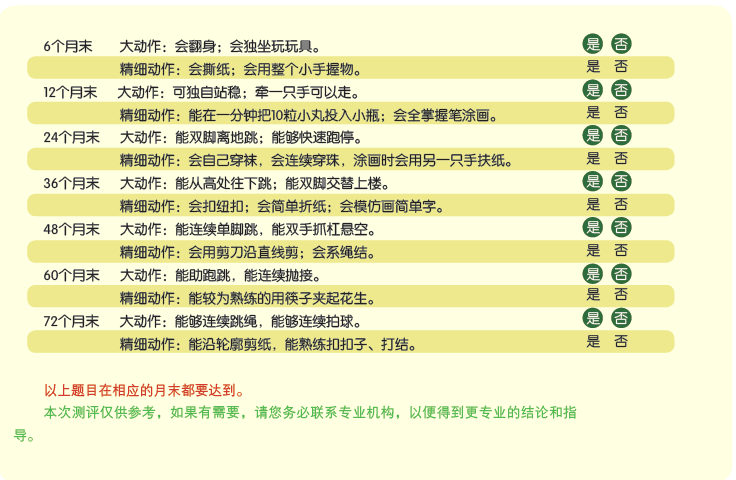 6个月末 大动作：会翻身；会独坐玩玩具。 是 否
精细动作：会撕纸；会用整个小手握物。 是 否
12个月末 大动作：可独自站稳；牵一只手可以走。 是 否
精细动作：能在一分钟把10粒小丸投入小瓶；会全掌握笔涂画。 是 否
24个月末 大动作：能双脚离地跳；能够快速跑停。 是 否
精细动作：会自己穿袜，会连续穿珠，涂画时会用另一只手扶纸。 是 否
36个月末 大动作：能从高处往下跳；能双脚交替上楼。 是 否
精细动作：会扣纽扣；会简单折纸；会模仿画简单字。 是 否
48个月末 大动作：能连续单脚跳，能双手抓杠悬空。 是 否
精细动作：会用剪刀沿直线剪；会系绳结。 是 否
60个月末 大动作：能助跑跳，能连续抛接。 是 否
精细动作：能较为熟练的用筷子夹起花生。 是 否
72个月末 大动作：能够连续跳绳，能够连续拍球。 是 否
精细动作：能沿轮廓剪纸，能熟练扣扣子、打结。 是 否
以上题目在相应的月末都要达到。
本次测评仅供参考，如果有需要，请您务必联系专业机构，以便得到更专业的结论和指
导。